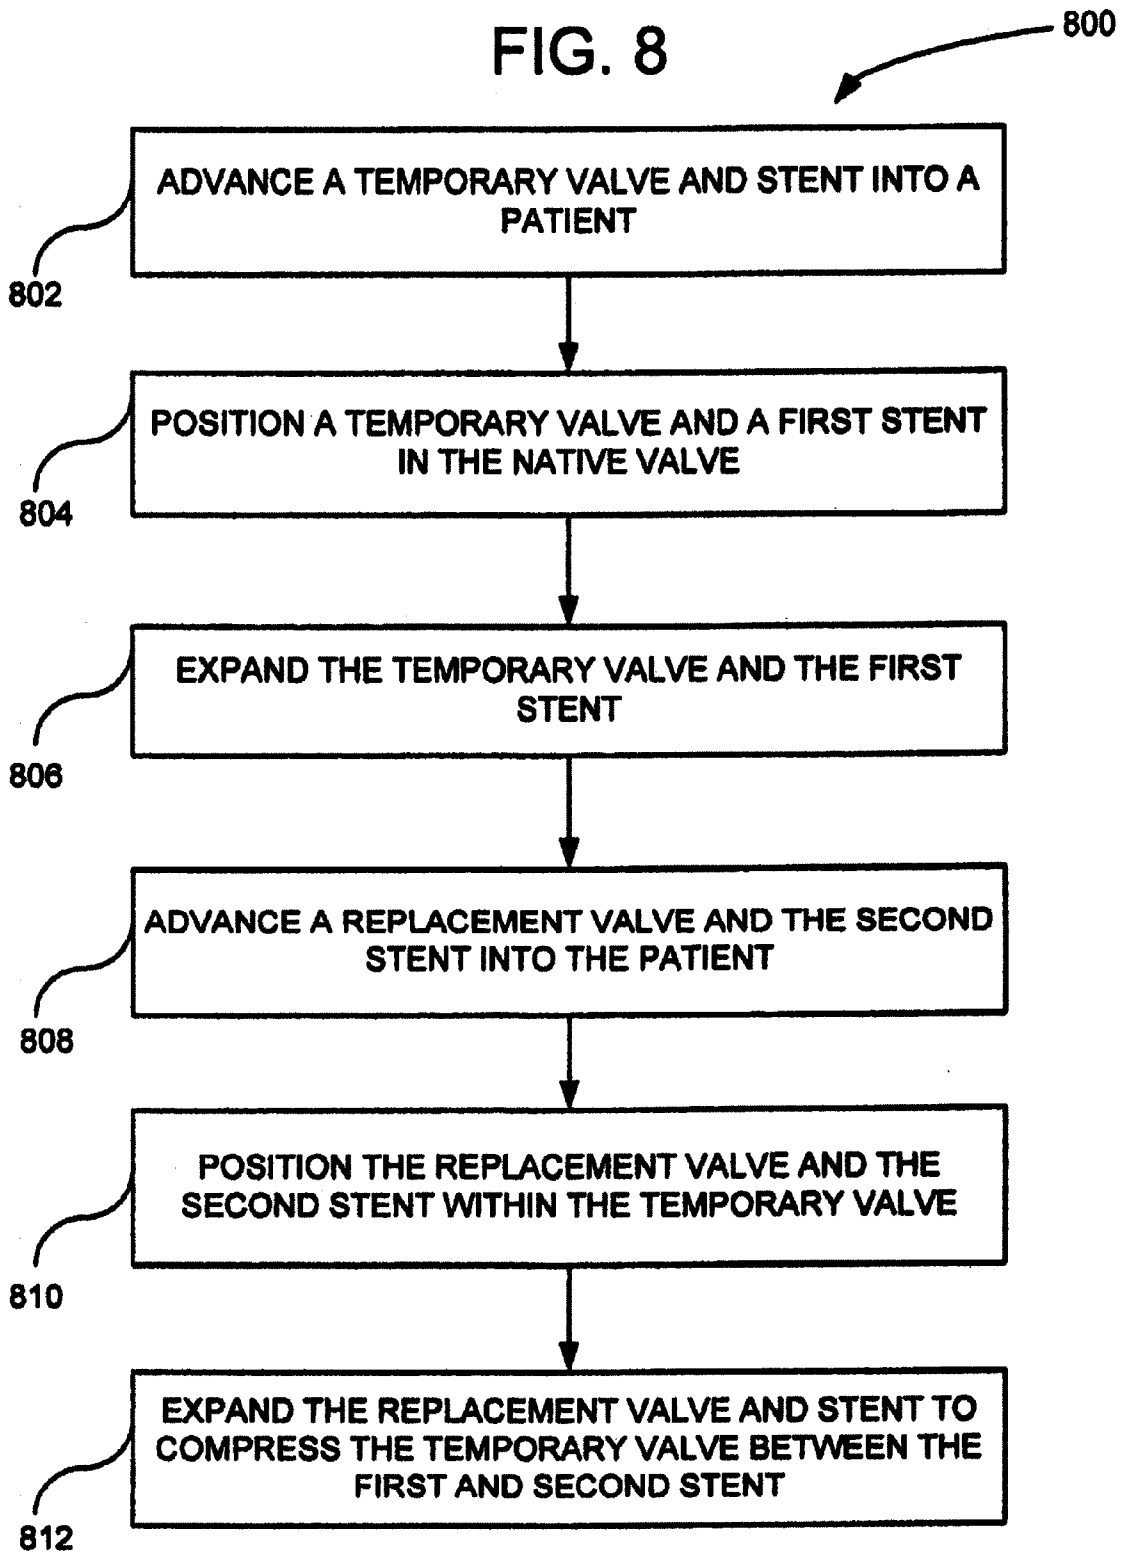 FIG. 8
800
ADVANCE A TEMPORARY VALVE AND STENT INTO A
PATIENT
802
POSITION A TEMPORARY VALVE AND A FIRST STENT
IN THE NATIVE VALVE
804
EXPAND THE TEMPORARY VALVE AND THE FIRST
STENT
806
ADVANCE A REPLACEMENT VALVE AND THE SECOND
STENT INTO THE PATIENT
808
POSITION THE REPLACEMENT VALVE AND THE
SECOND STENT WITHIN THE TEMPORARY VALVE
810
EXPAND THE REPLACEMENT VALVE AND STENT TO
COMPRESS THE TEMPORARY VALVE BETWEEN THE
FIRST AND SECOND STENT
812